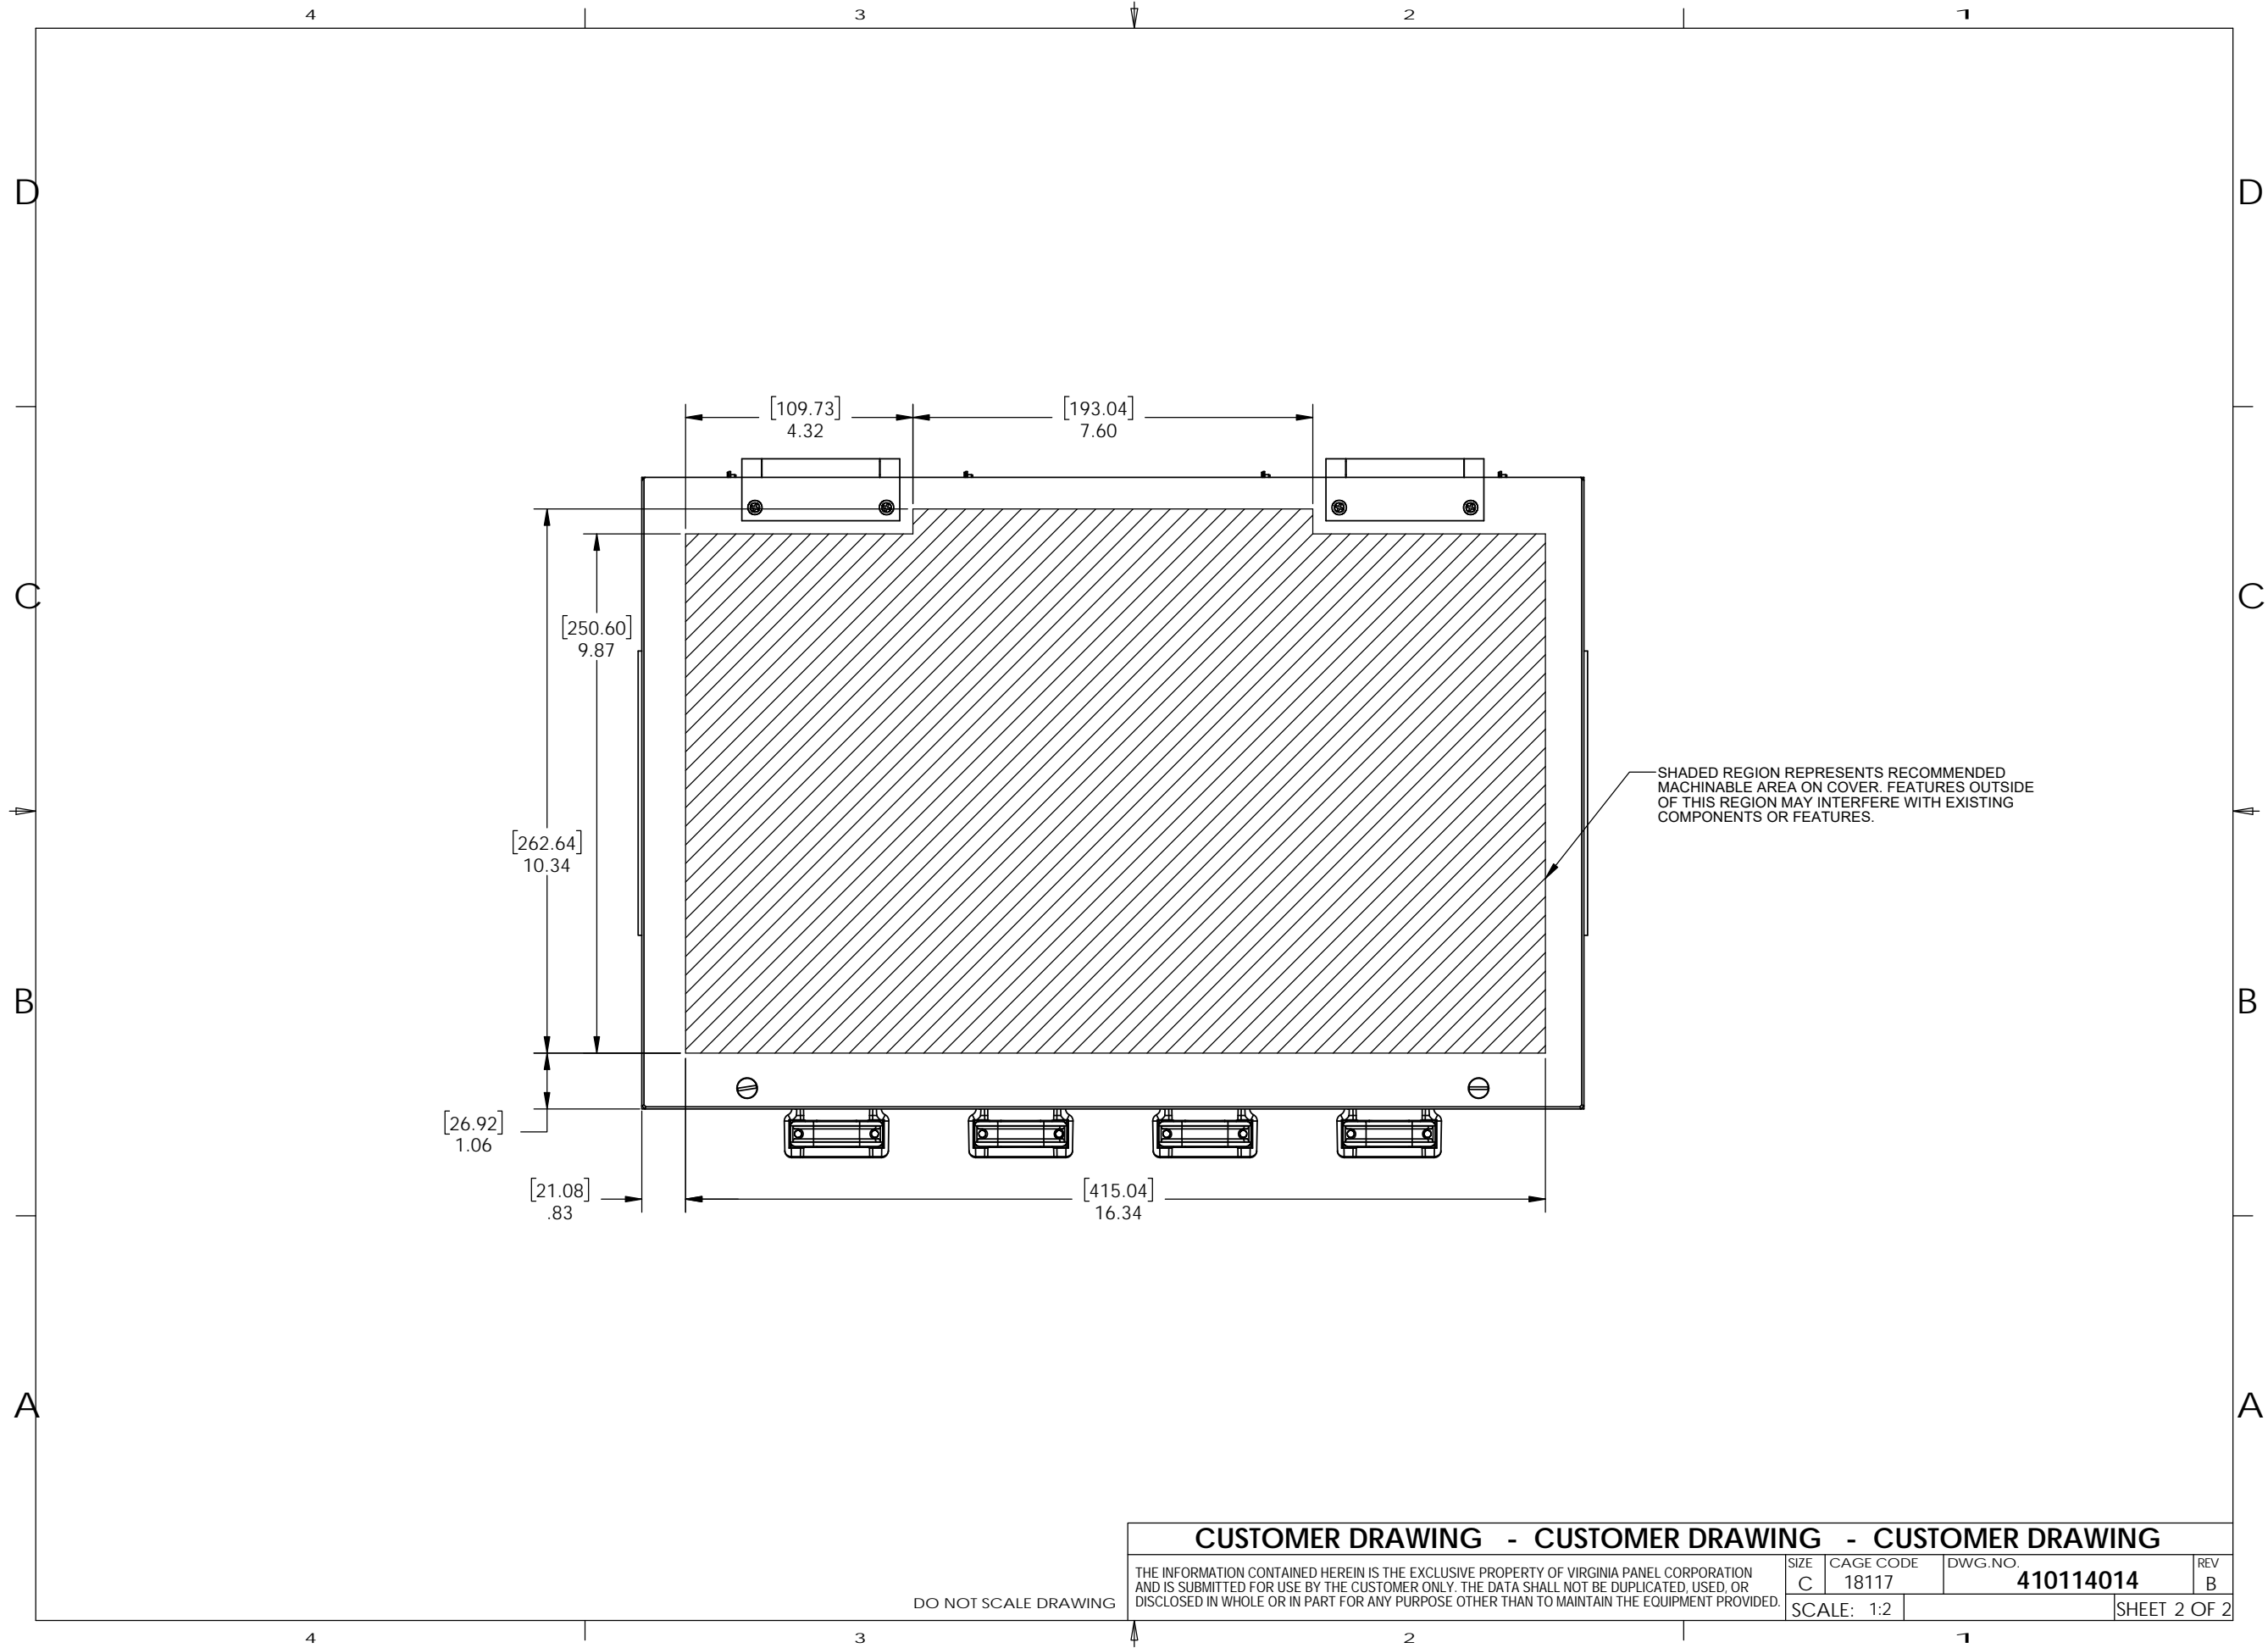 4 3 2 1
D D
[109.73] [193.04]
4.32 7.60
C C
[250.60]
9.87
SHADED REGION REPRESENTS RECOMMENDED
MACHINABLE AREA ON COVER. FEATURES OUTSIDE
OF THIS REGION MAY INTERFERE WITH EXISTING
COMPONENTS OR FEATURES.
[262.64]
10.34
B B
[26.92]
1.06
[21.08] [415.04]
.83 16.34
A A
CUSTOMER DRAWING - CUSTOMER DRAWING - CUSTOMER DRAWING
THE INFORMATION CONTAINED HEREIN IS THE EXCLUSIVE PROPERTY OF VIRGINIA PANEL CORPORATION
AND IS SUBMITTED FOR USE BY THE CUSTOMER ONLY. THE DATA SHALL NOT BE DUPLICATED, USED, OR
DISCLOSED IN WHOLE OR IN PART FOR ANY PURPOSE OTHER THAN TO MAINTAIN THE EQUIPMENT PROVIDED.
SIZE CAGE CODE DWG.NO. REV
C 18117 410114014 B
DO NOT SCALE DRAWING
SCALE: 1:2 SHEET 2 OF 2
4 3 2 1